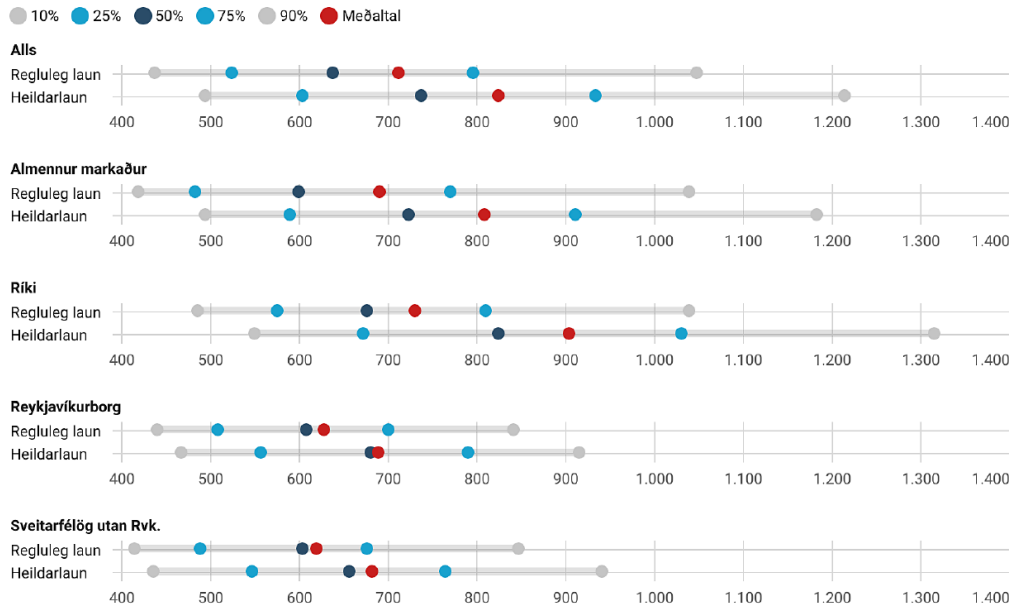 10% 25% 50% 75% 90% Meðaltal
Alls
Regluleg laun
Heildarlaun
400 500 600 700 800 900 1.000 1.100 1.200 1.300 1.400
Almennur markaður
Regluleg laun
Heildarlaun
400 500 600 700 800 900 1.000 1.100 1.200 1.300 1.400
Ríki
Regluleg laun
Heildarlaun
400 500 600 700 800 900 1.000 1.100 1.200 1.300 1.400
Reykjavíkurborg
Regluleg laun
Heildarlaun
400 500 600 700 800 900 1.000 1.100 1.200 1.300 1.400
Sveitarfélög utan Rvk.
Regluleg laun
Heildarlaun
400 500 600 700 800 900 1.000 1.100 1.200 1.300 1.400